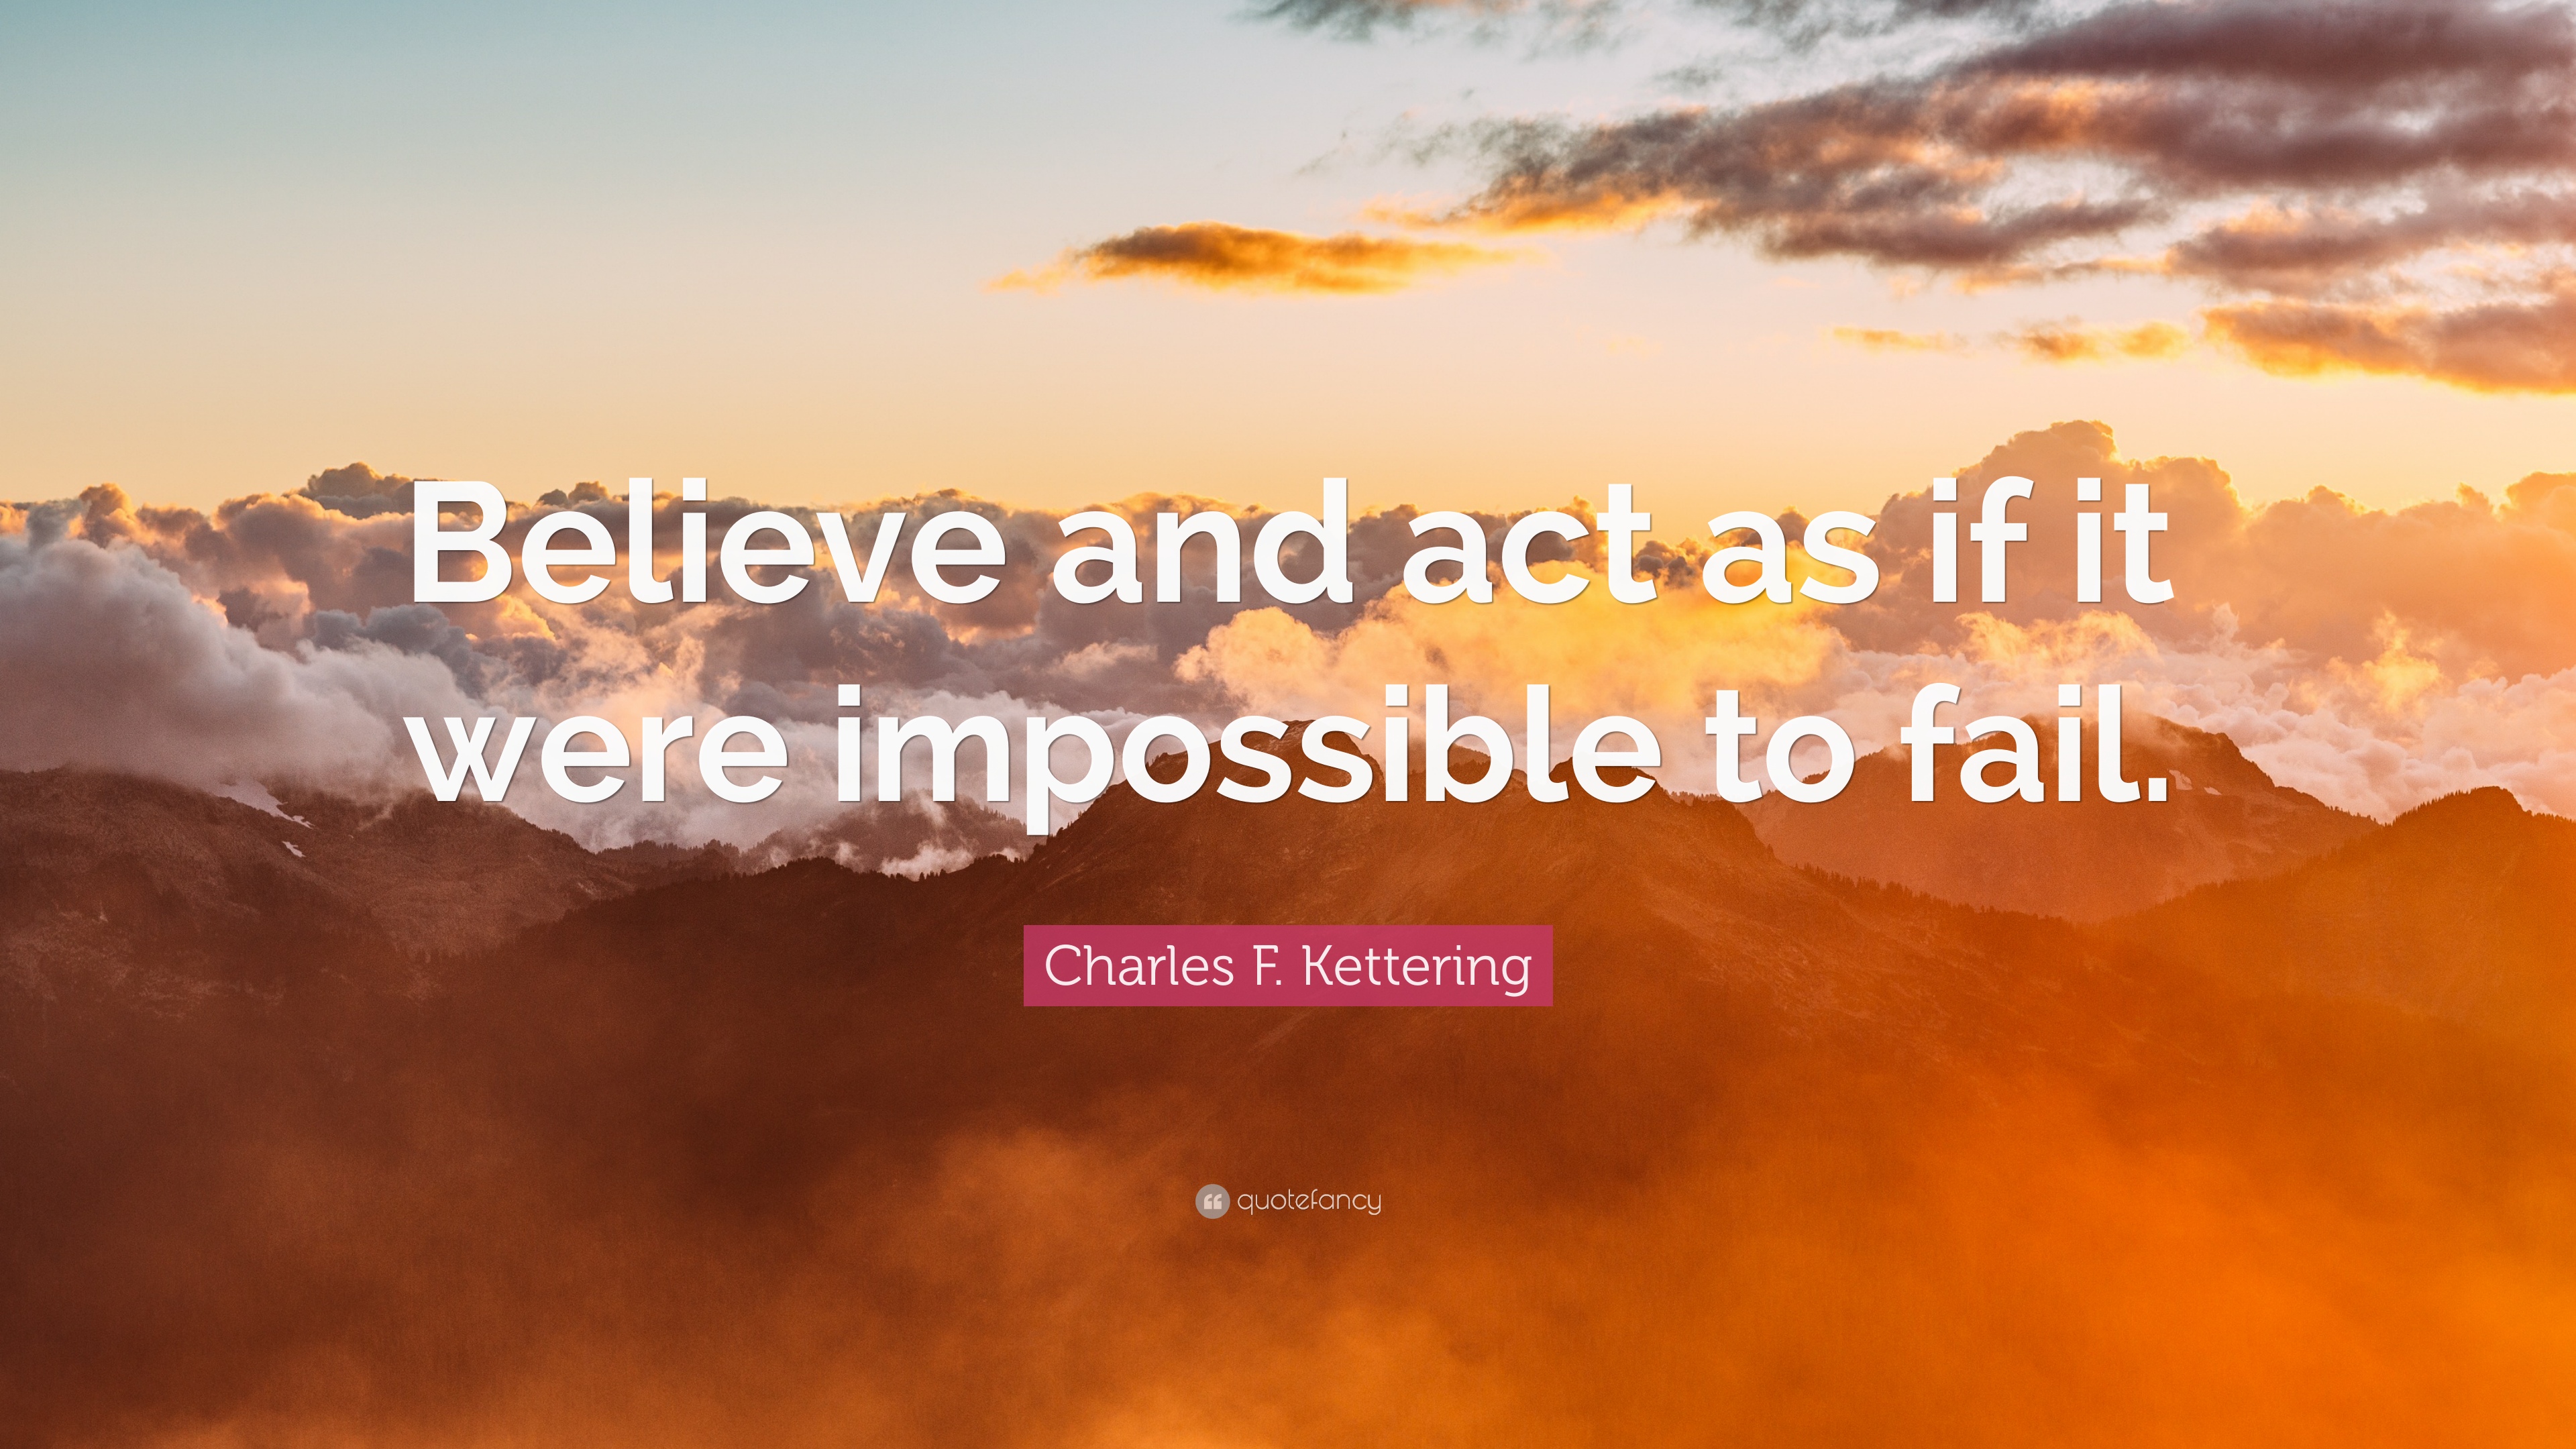 Believe and act as if it
were impossible to fail.
Charles F. Kettering
quotefancy